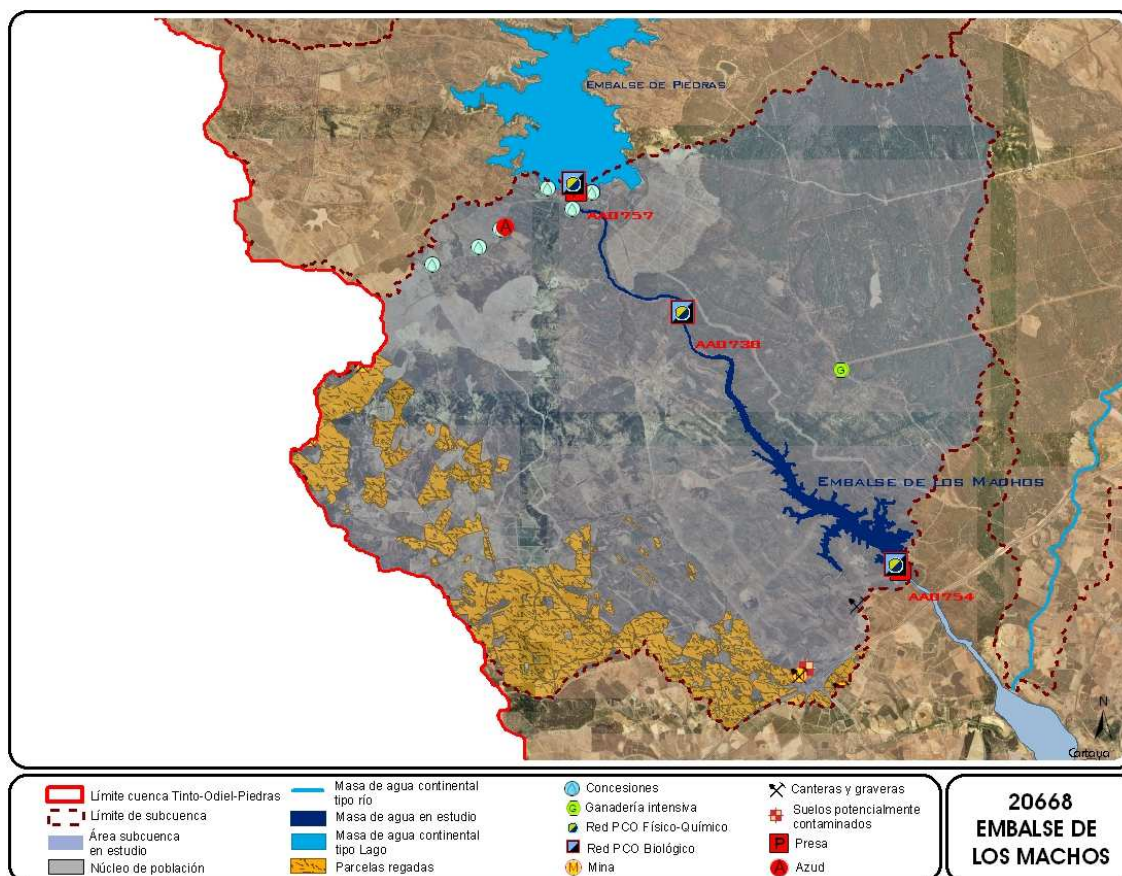 EMBALSE DE PIEDRAS
AA0757
AA0738
G
A
EMBALSE DE LOS MACHOS
AA0754
N
Cartaya
Límite cuenca Tinto-Odiel-Piedras
Límite de subcuenca
Área subcuenca
en estudio
Núcleo de población
Masa de agua continental
tipo río
Masa de agua en estudio
Masa de agua continental
tipo Lago
Parcelas regadas
Concesiones
G Ganadería intensiva
Red PCO Físico-Químico
Red PCO Biológico
M Mina
Canteras y graveras
Suelos potencialmente
contaminados
P Presa
A Azud
20668
EMBALSE DE
LOS MACHOS